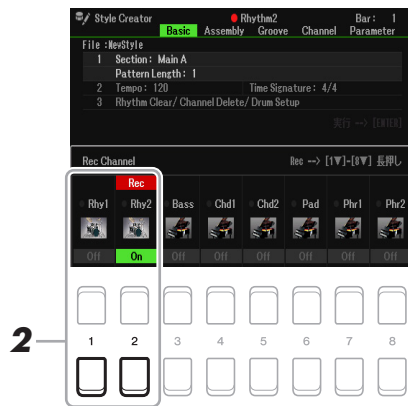 Style Creator Rhythm2 Bar: 1
Basic Assembly Groove Channel Parameter
File :NewStyle
1 Section: Main A
Pattern Length: 1
2 Tempo: 120 Time Signature: 4/4
3 Rhythm Clear/ Channel Delete/ Drum Setup
実行 --> [ENTER]
Rec Channel Rec --> [1▼]-[8▼] 長押し
Rec
Rhy1 Rhy2 Bass Chd1 Chd2 Pad Phr1 Phr2
Off On Off Off Off Off Off Off
2
1 2 3 4 5 6 7 8